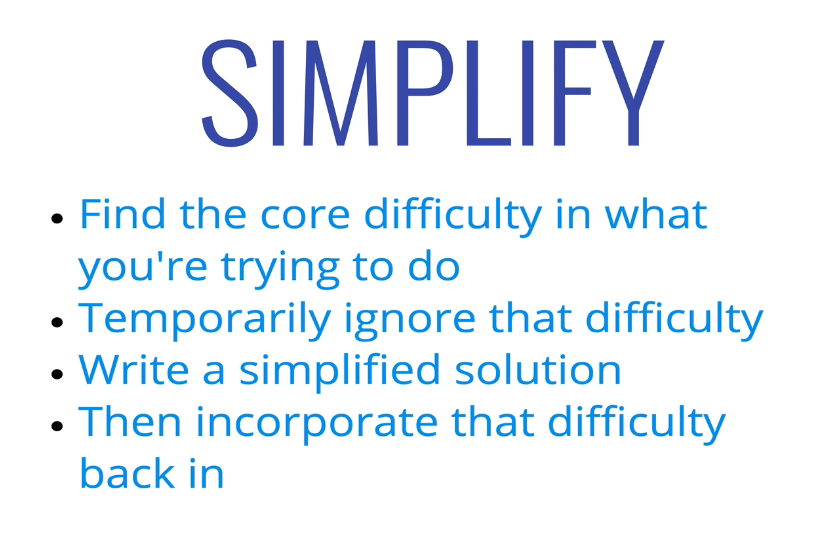 SIMPLIFY
• Find the core difficulty in what
you're trying to do
• Temporarily ignore that difficulty
• Write a simplified solution
• Then incorporate that difficulty
back in